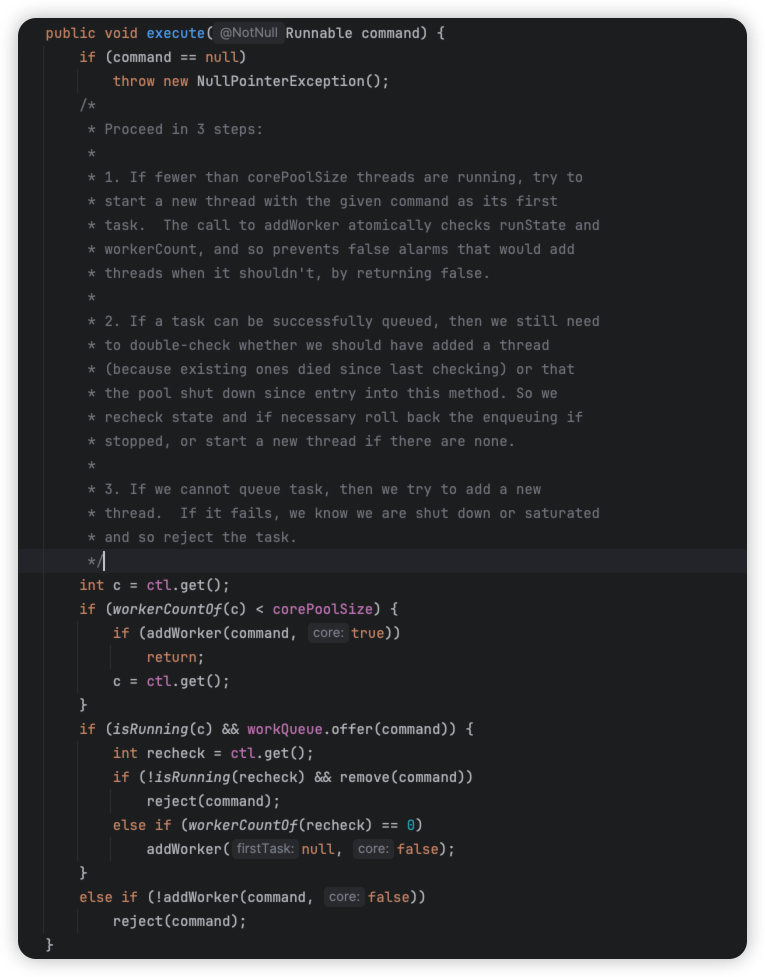 public void execute( @NotNull Runnable command) {
    if (command == null)
        throw new NullPointerException();
    /*
     * Proceed in 3 steps:
     *
     * 1. If fewer than corePoolSize threads are running, try to
     * start a new thread with the given command as its first
     * task.  The call to addWorker atomically checks runState and
     * workerCount, and so prevents false alarms that would add
     * threads when it shouldn't, by returning false.
     *
     * 2. If a task can be successfully queued, then we still need
     * to double-check whether we should have added a thread
     * (because existing ones died since last checking) or that
     * the pool shut down since entry into this method. So we
     * recheck state and if necessary roll back the enqueuing if
     * stopped, or start a new thread if there are none.
     *
     * 3. If we cannot queue task, then we try to add a new
     * thread.  If it fails, we know we are shut down or saturated
     * and so reject the task.
     */
    int c = ctl.get();
    if (workerCountOf(c) < corePoolSize) {
        if (addWorker(command, core: true))
            return;
        c = ctl.get();
    }
    if (isRunning(c) && workQueue.offer(command)) {
        int recheck = ctl.get();
        if (!isRunning(recheck) && remove(command))
            reject(command);
        else if (workerCountOf(recheck) == 0)
            addWorker( firstTask: null, core: false);
    }
    else if (!addWorker(command, core: false))
        reject(command);
}